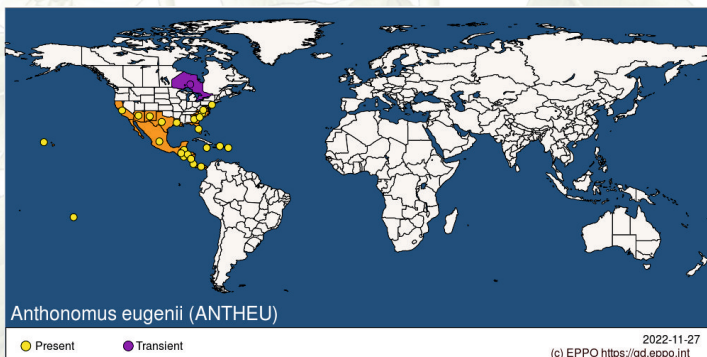 Anthonomus eugenii (ANTHEU)
Present
Transient
2022-11-27
(c) EPPO https://gd.eppo.int